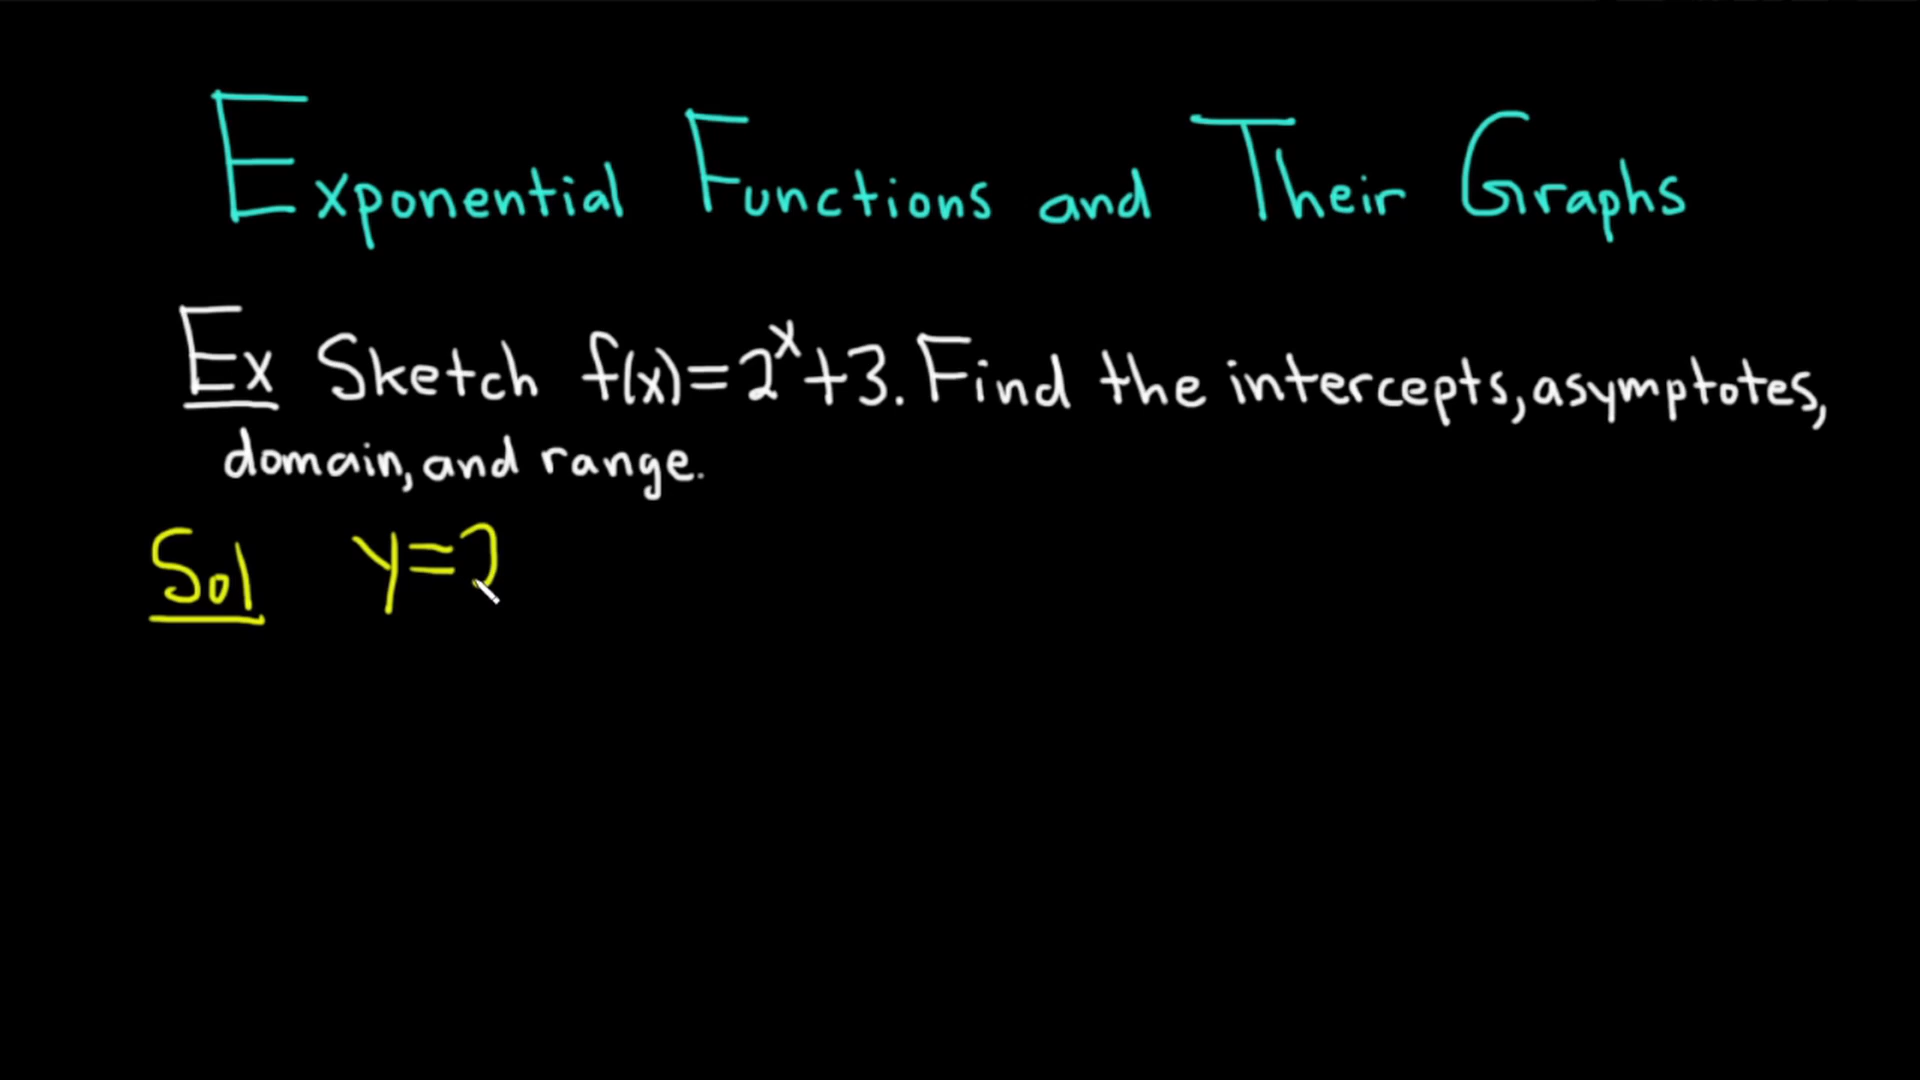 Exponential Functions and Their Graphs
Ex Sketch f(x)=2^x+3. Find the intercepts, asymptotes,
domain, and range.
Sol y=2